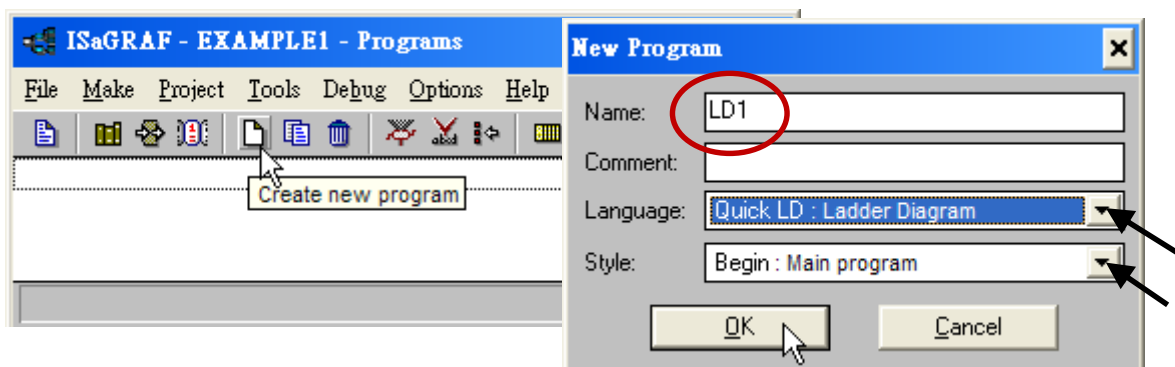 ISaGRAF - EXAMPLE1 - Programs
File Make Project Tools Debug Options Help
Create new program
New Program
Name: LD1
Comment:
Language: Quick LD : Ladder Diagram
Style: Begin : Main program
OK Cancel